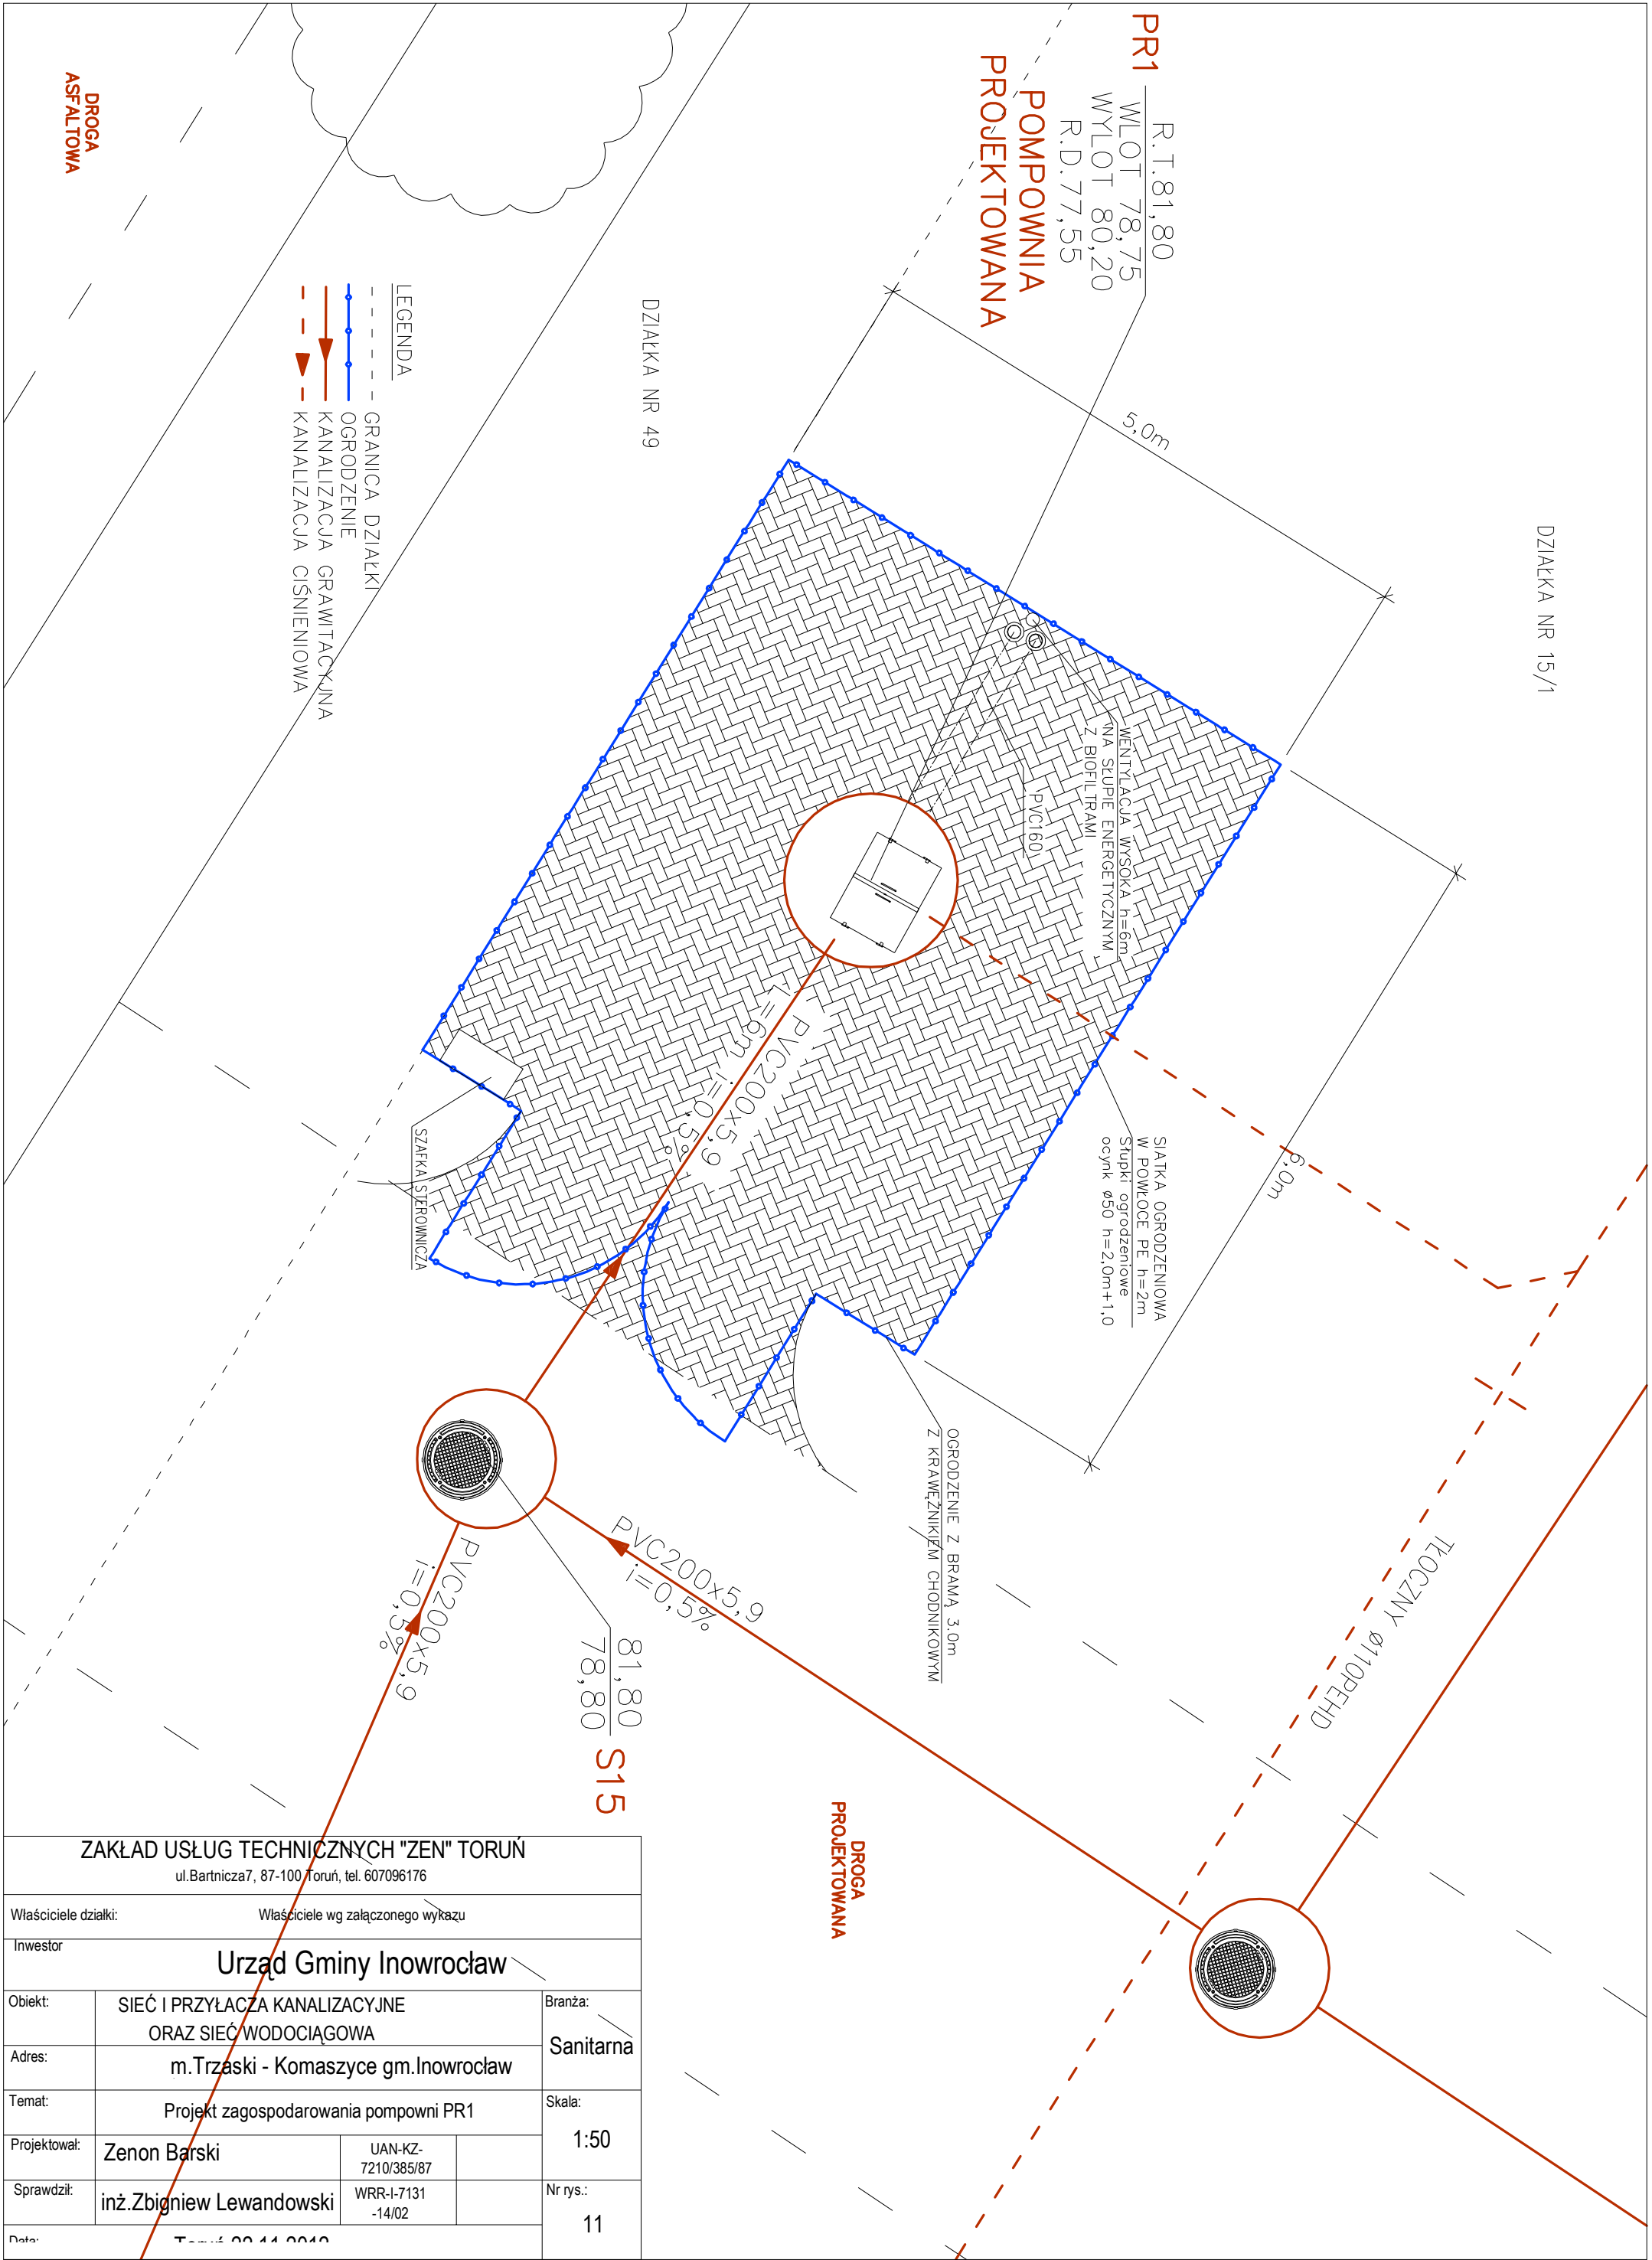 PR1
R.T.81,80
WLOT 78,75
WYLOT 80,20
R.D.77,55
POMPOWNIA
PROJEKTOWANA
DROGA
ASFALTOWA
LEGENDA
GRANICA DZIAŁKI
OGRODZENIE
KANALIZACJA GRAWITACYJNA
KANALIZACJA CIŚNIENIOWA
DZIAŁKA NR 49
DZIAŁKA NR 15/1
5,0m
6,0m
WENTYLACJA WYSOKA h=6m
NA SŁUPIE ENERGETYCZNYM
Z BIOFILTRAMI
PVC160
PVC200x5,9
l=6m i=0,5%
SZAFKA STEROWNICZA
SIATKA OGRODZENIOWA
W POWŁOCE PE h=2m
Słupki ogrodzeniowe
ocynk ø50 h=2,0m+1,0
OGRODZENIE Z BRAMĄ 3.0m
Z KRAWĘŻNIKIEM CHODNIKOWYM
TŁOCZNY ø110PEHD
PVC200x5,9
i=0,5%
PVC200x5,9
i=0,5%
81,80
78,80
S15
DROGA
PROJEKTOWANA
ZAKŁAD USŁUG TECHNICZNYCH "ZEN" TORUŃ
ul.Bartnicza7, 87-100 Toruń, tel. 607096176
Właściciele działki: Właściciele wg załączonego wykazu
Inwestor
Urząd Gminy Inowrocław
Obiekt: SIEĆ I PRZYŁACZA KANALIZACYJNE
ORAZ SIEĆ WODOCIĄGOWA
Branża:
Sanitarna
Adres: m.Trzaski - Komaszyce gm.Inowrocław
Temat: Projekt zagospodarowania pompowni PR1
Skala:
1:50
Projektował: Zenon Barski
UAN-KZ-
7210/385/87
Sprawdził: inż.Zbigniew Lewandowski
WRR-I-7131
-14/02
Nr rys.:
11
Data: Toruń 22.11.2012